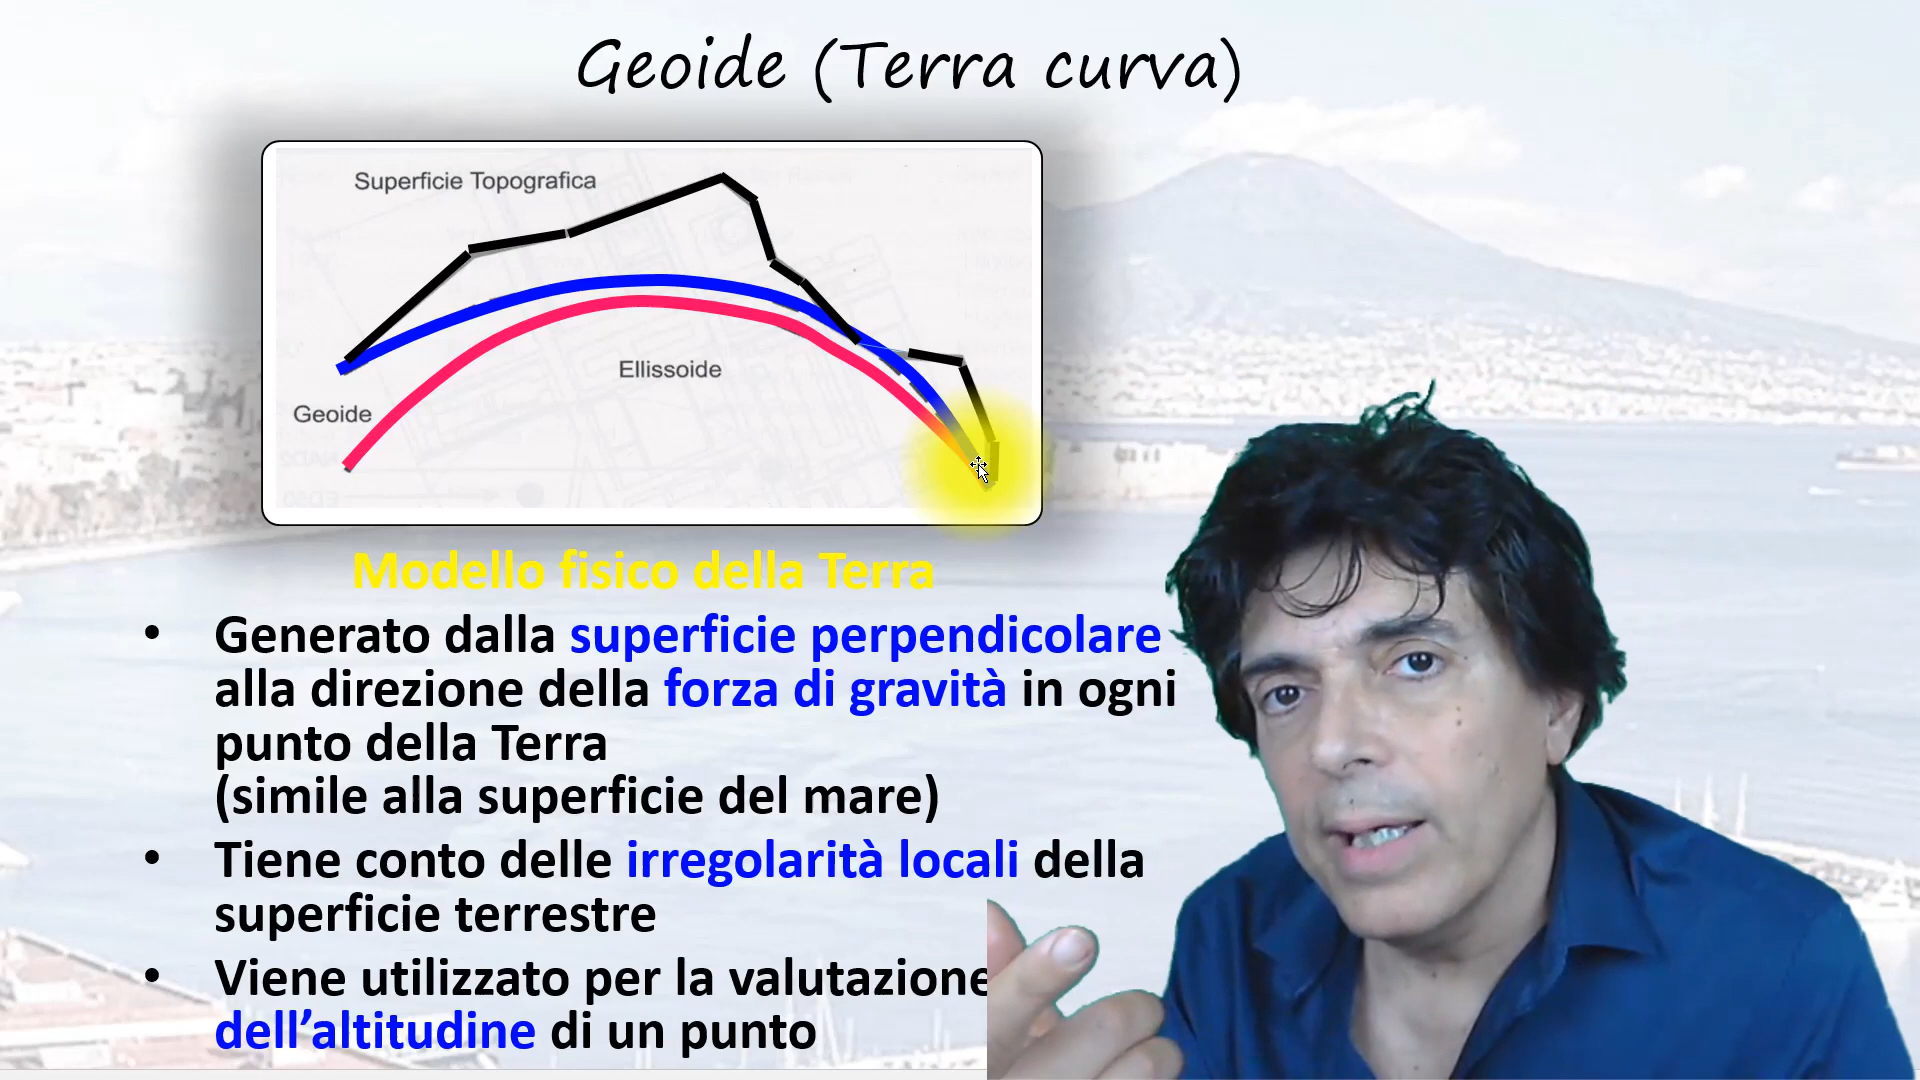 Geoide (Terra curva)
Superficie Topografica
Ellissoide
Geoide
Modello fisico della Terra
• Generato dalla superficie perpendicolare
alla direzione della forza di gravità in ogni
punto della Terra
(simile alla superficie del mare)
• Tiene conto delle irregolarità locali della
superficie terrestre
• Viene utilizzato per la valutazione
dell’altitudine di un punto